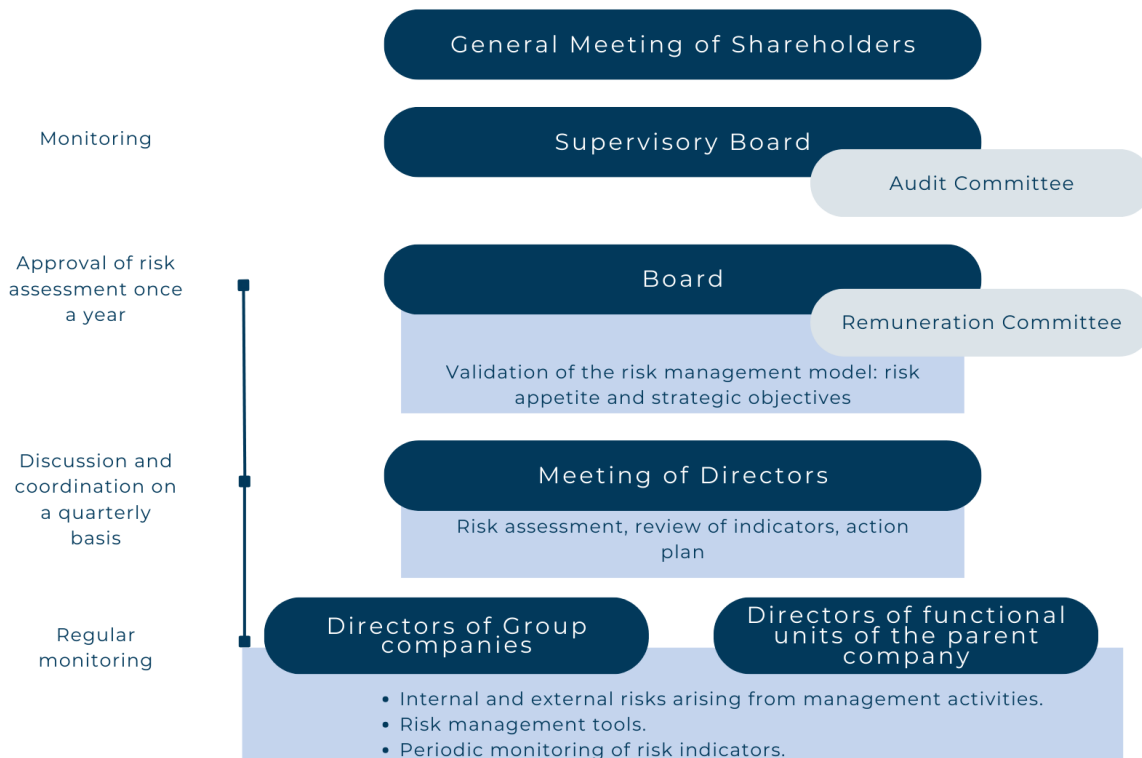 General Meeting of Shareholders
Monitoring
Supervisory Board
Audit Committee
Approval of risk
assessment once
a year
Board
Remuneration Committee
Validation of the risk management model: risk
appetite and strategic objectives
Discussion and
coordination on
a quarterly
basis
Meeting of Directors
Risk assessment, review of indicators, action
plan
Regular
monitoring
Directors of Group
companies
Directors of functional
units of the parent
company
• Internal and external risks arising from management activities.
• Risk management tools.
• Periodic monitoring of risk indicators.